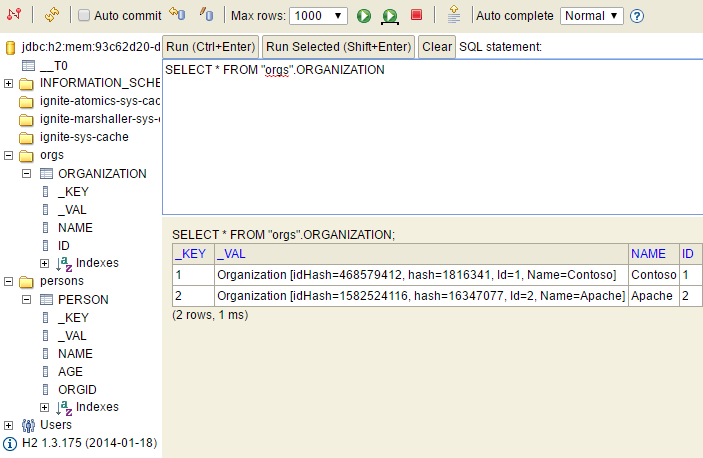 Auto commit Max rows: 1000 Auto complete Normal
jdbc:h2:mem:93c62d20-d
__T0
INFORMATION_SCHE
ignite-atomics-sys-cac
ignite-marshaller-sys-
ignite-sys-cache
orgs
ORGANIZATION
_KEY
_VAL
NAME
ID
Indexes
persons
PERSON
_KEY
_VAL
NAME
AGE
ORGID
Indexes
Users
H2 1.3.175 (2014-01-18)
Run (Ctrl+Enter) Run Selected (Shift+Enter) Clear SQL statement:
SELECT * FROM "orgs".ORGANIZATION
SELECT * FROM "orgs".ORGANIZATION;
_KEY _VAL NAME ID
1 Organization [idHash=468579412, hash=1816341, Id=1, Name=Contoso] Contoso 1
2 Organization [idHash=1582524116, hash=16347077, Id=2, Name=Apache] Apache 2
(2 rows, 1 ms)